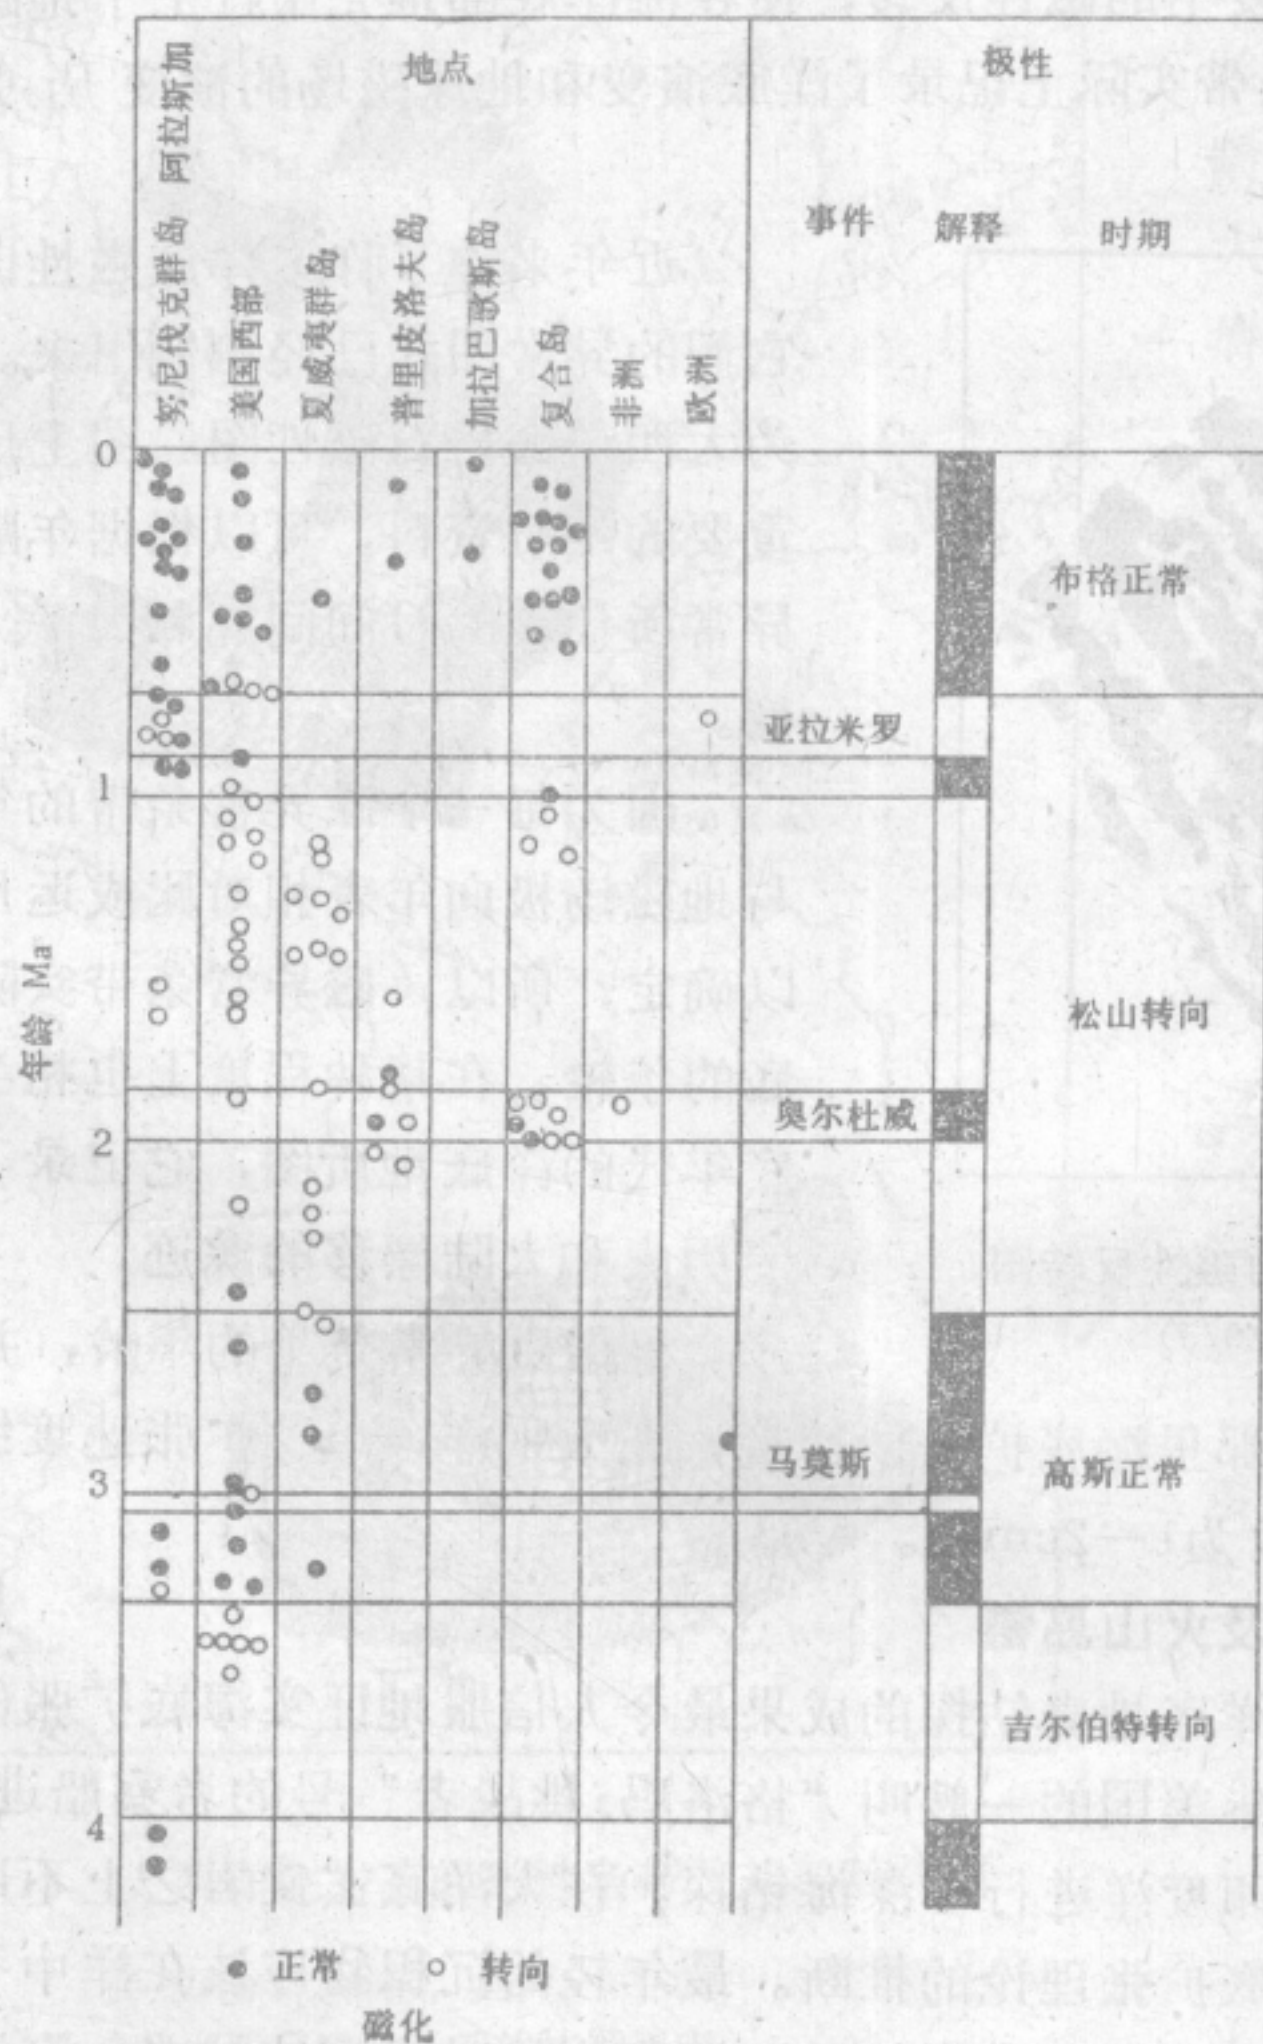 地点
极性
努尼伐克群岛 阿拉斯加
美国西部
夏威夷群岛
普里皮洛夫岛
加拉巴歌斯岛
复合岛
非洲
欧洲
事件
解释
时期
年龄 Ma
0
布格正常
亚拉米罗
1
松山转向
奥尔杜威
2
马莫斯
3
高斯正常
吉尔伯特转向
4
正常
转向
磁化